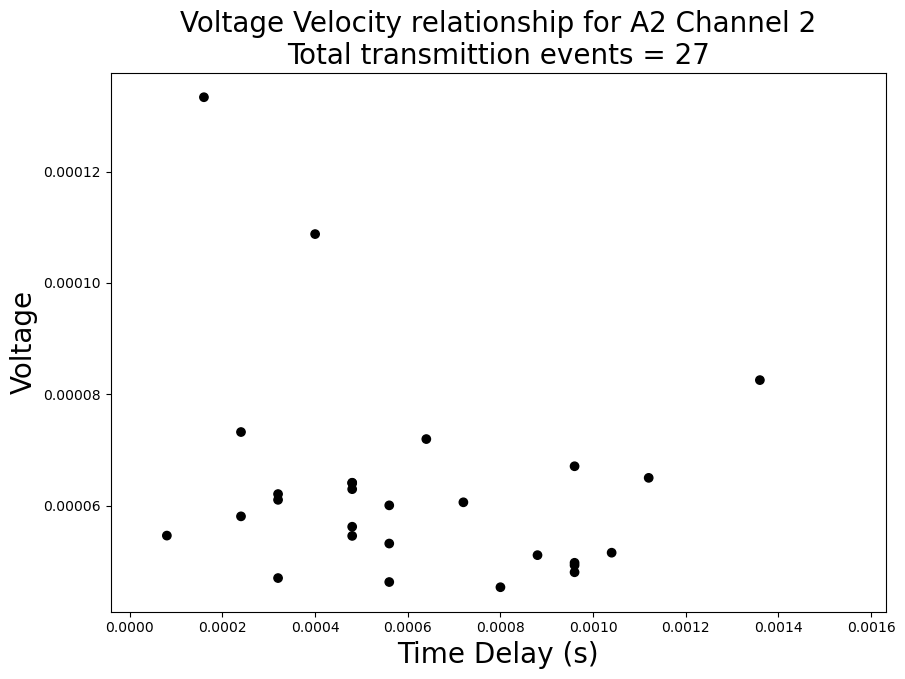 Voltage Velocity relationship for A2 Channel 2
Total transmittion events = 27
Voltage
0.00012
0.00010
0.00008
0.00006
0.0000 0.0002 0.0004 0.0006 0.0008 0.0010 0.0012 0.0014 0.0016
Time Delay (s)